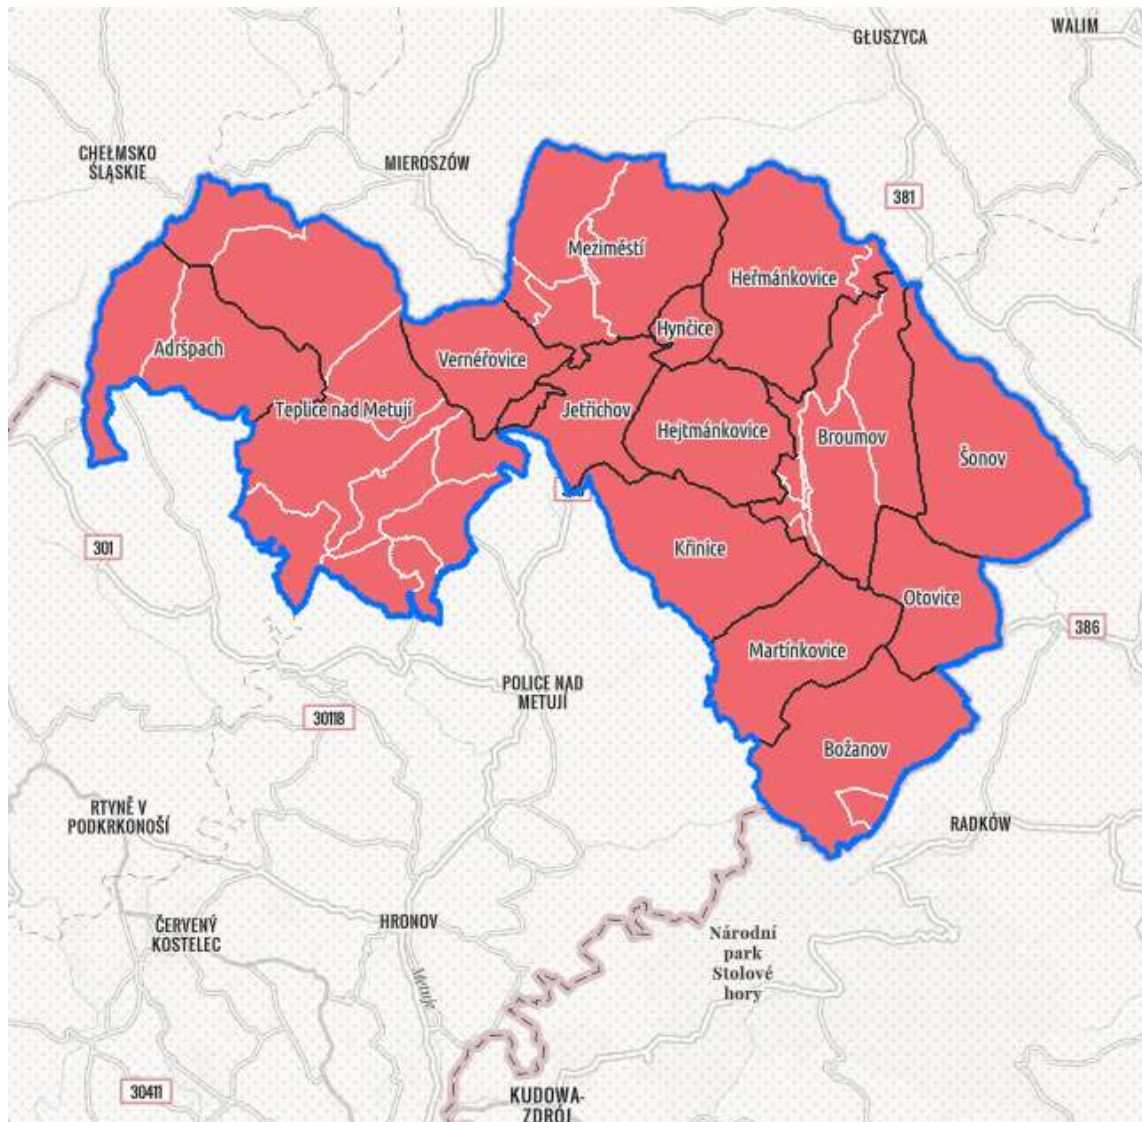 WALIM
GŁUSZYCA
CHEŁMSKO
ŚLĄSKIE
MIEROSZÓW
381
Meziměstí
Heřmánkovice
Hynčice
Adršpach
Vernéřovice
Teplice nad Metují
Jetřichov
Hejtmánkovice
Broumov
Šonov
301
Křinice
Otovice
386
Martínkovice
POLICE NAD
METUJÍ
30118
Božanov
RTYNĚ V
PODKRKONOŠÍ
RADKÓW
ČERVENÝ
KOSTELEC
HRONOV
Národní
park
Stolové
hory
Metuje
30411
KUDOWA-
ZDRÓJ